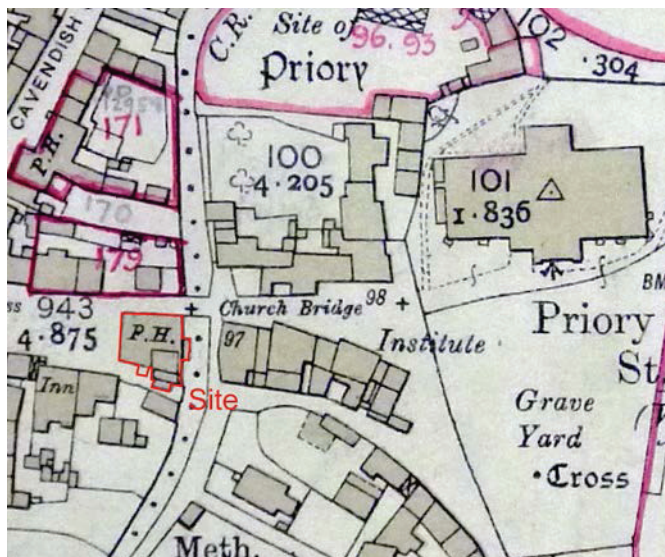 C.R.
Site of
96. 93
Priory
102
·304
CAVENDISH
171
P.H.
100
4·205
101
1·836
170
179
943
4·875
Church Bridge
98
97
P.H.
Institute
Inn
Site
BM
Priory
St
Grave
Yard
Cross
Meth.